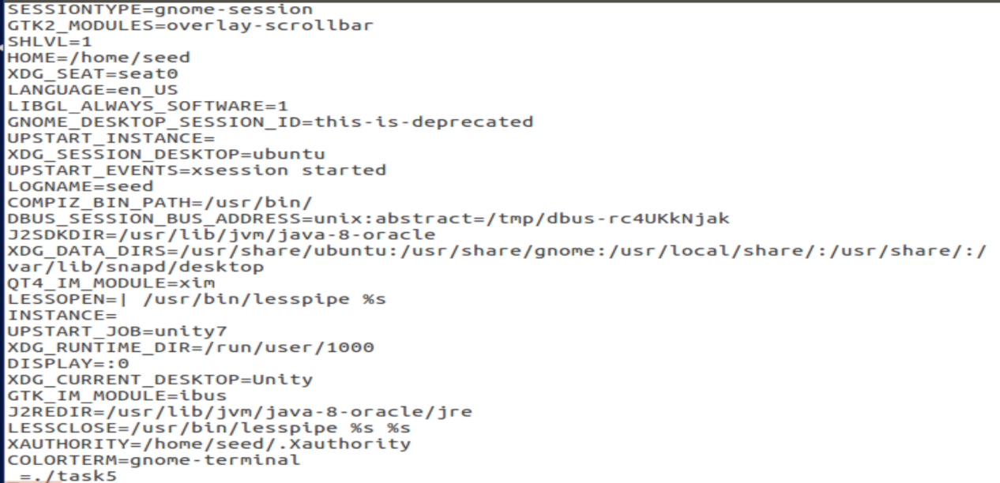 SESSIONTYPE=gnome-session
GTK2_MODULES=overlay-scrollbar
SHLVL=1
HOME=/home/seed
XDG_SEAT=seat0
LANGUAGE=en_US
LIBGL_ALWAYS_SOFTWARE=1
GNOME_DESKTOP_SESSION_ID=this-is-deprecated
UPSTART_INSTANCE=
XDG_SESSION_DESKTOP=ubuntu
UPSTART_EVENTS=xsession started
LOGNAME=seed
COMPIZ_BIN_PATH=/usr/bin/
DBUS_SESSION_BUS_ADDRESS=unix:abstract=/tmp/dbus-rc4UKkNjak
J2SDKDIR=/usr/lib/jvm/java-8-oracle
XDG_DATA_DIRS=/usr/share/ubuntu:/usr/share/gnome:/usr/local/share/:/usr/share/:/
var/lib/snapd/desktop
QT4_IM_MODULE=xim
LESSOPEN=| /usr/bin/lesspipe %s
INSTANCE=
UPSTART_JOB=unity7
XDG_RUNTIME_DIR=/run/user/1000
DISPLAY=:0
XDG_CURRENT_DESKTOP=Unity
GTK_IM_MODULE=ibus
J2REDIR=/usr/lib/jvm/java-8-oracle/jre
LESSCLOSE=/usr/bin/lesspipe %s %s
XAUTHORITY=/home/seed/.Xauthority
COLORTERM=gnome-terminal
_=./task5